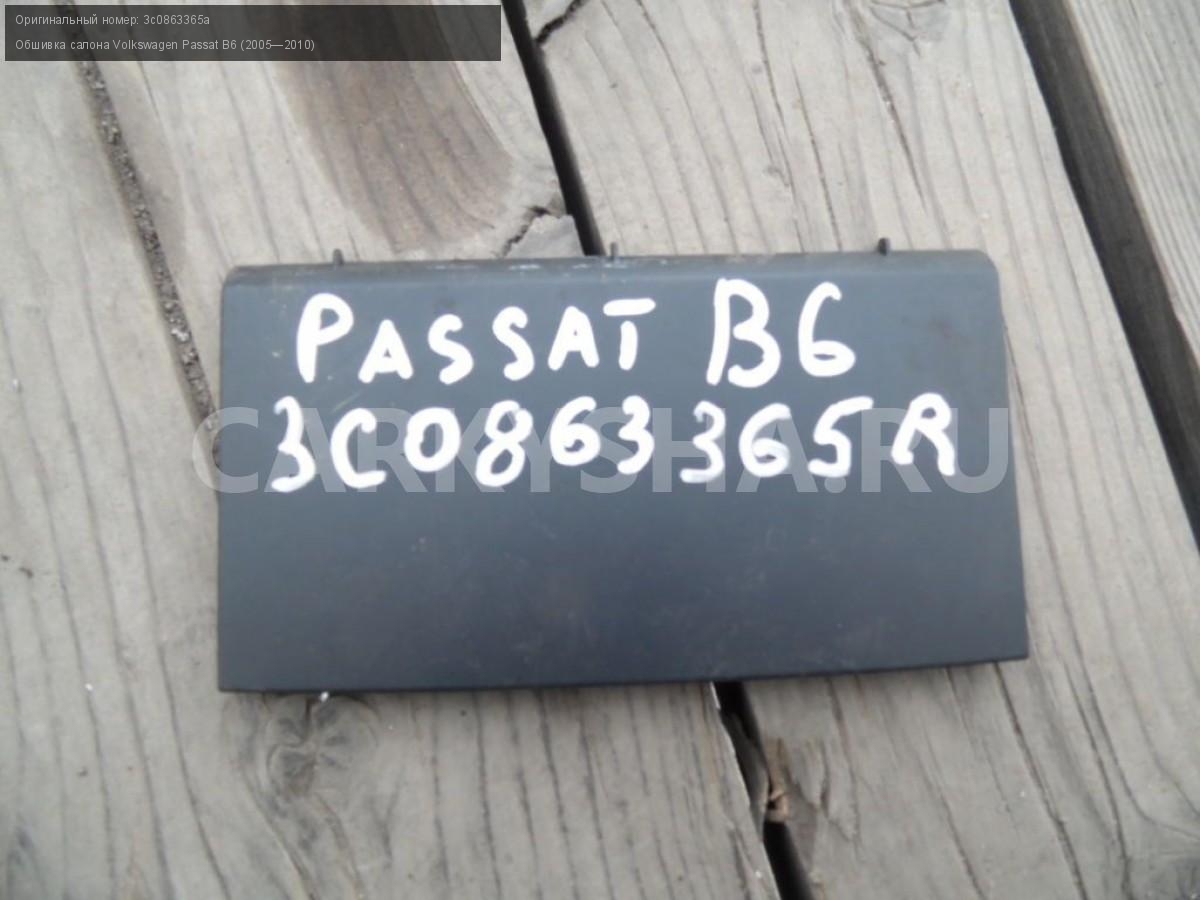 Оригинальный номер: 3c0863365a
Обшивка салона Volkswagen Passat B6 (2005—2010)
PASSAT B6
3C0863365R
CARKYSHA.RU